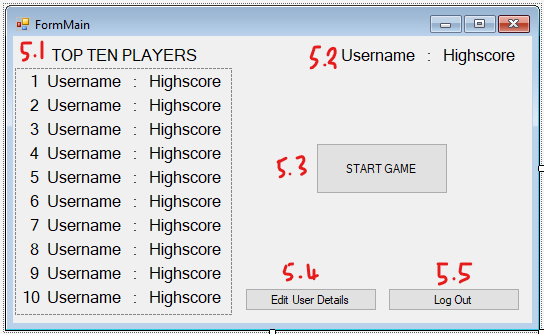 FormMain
5.1 TOP TEN PLAYERS
5.2 Username : Highscore
1 Username : Highscore
2 Username : Highscore
3 Username : Highscore
4 Username : Highscore
5 Username : Highscore
6 Username : Highscore
7 Username : Highscore
8 Username : Highscore
9 Username : Highscore
10 Username : Highscore
5.3 START GAME
5.4
Edit User Details
5.5
Log Out